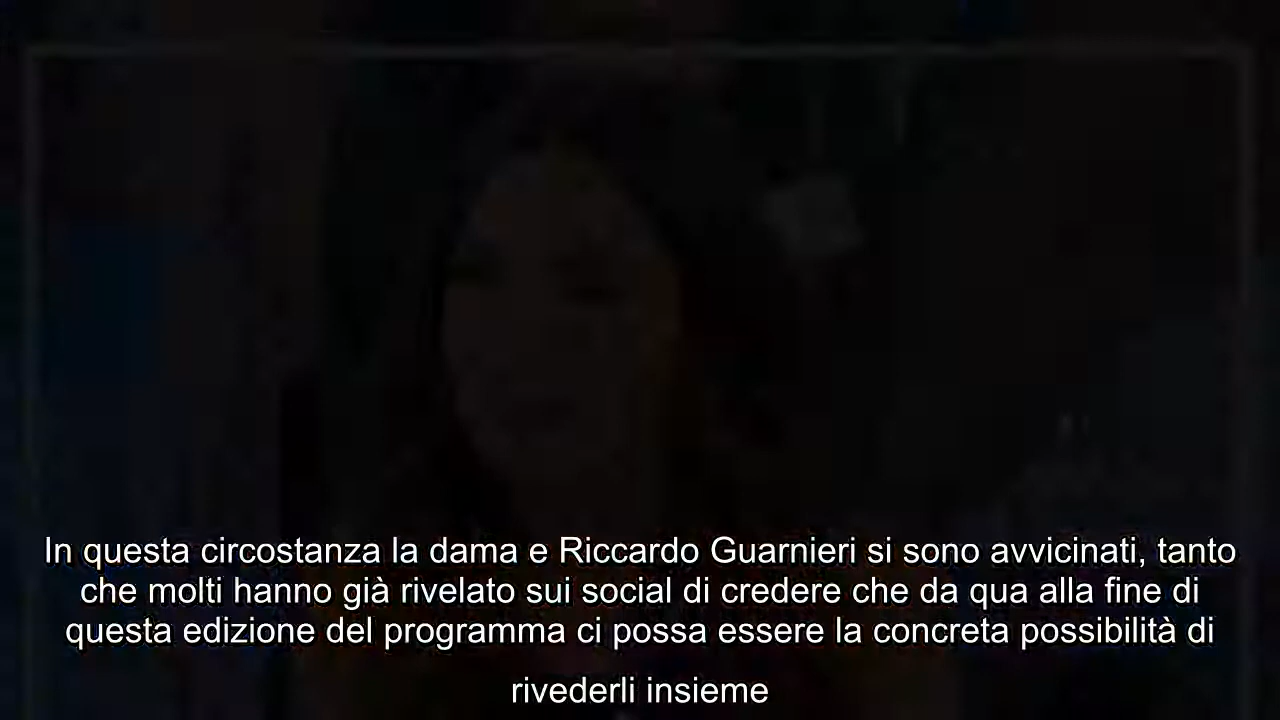 In questa circostanza la dama e Riccardo Guarnieri si sono avvicinati, tanto
che molti hanno già rivelato sui social di credere che da qua alla fine di
questa edizione del programma ci possa essere la concreta possibilità di
rivederli insieme